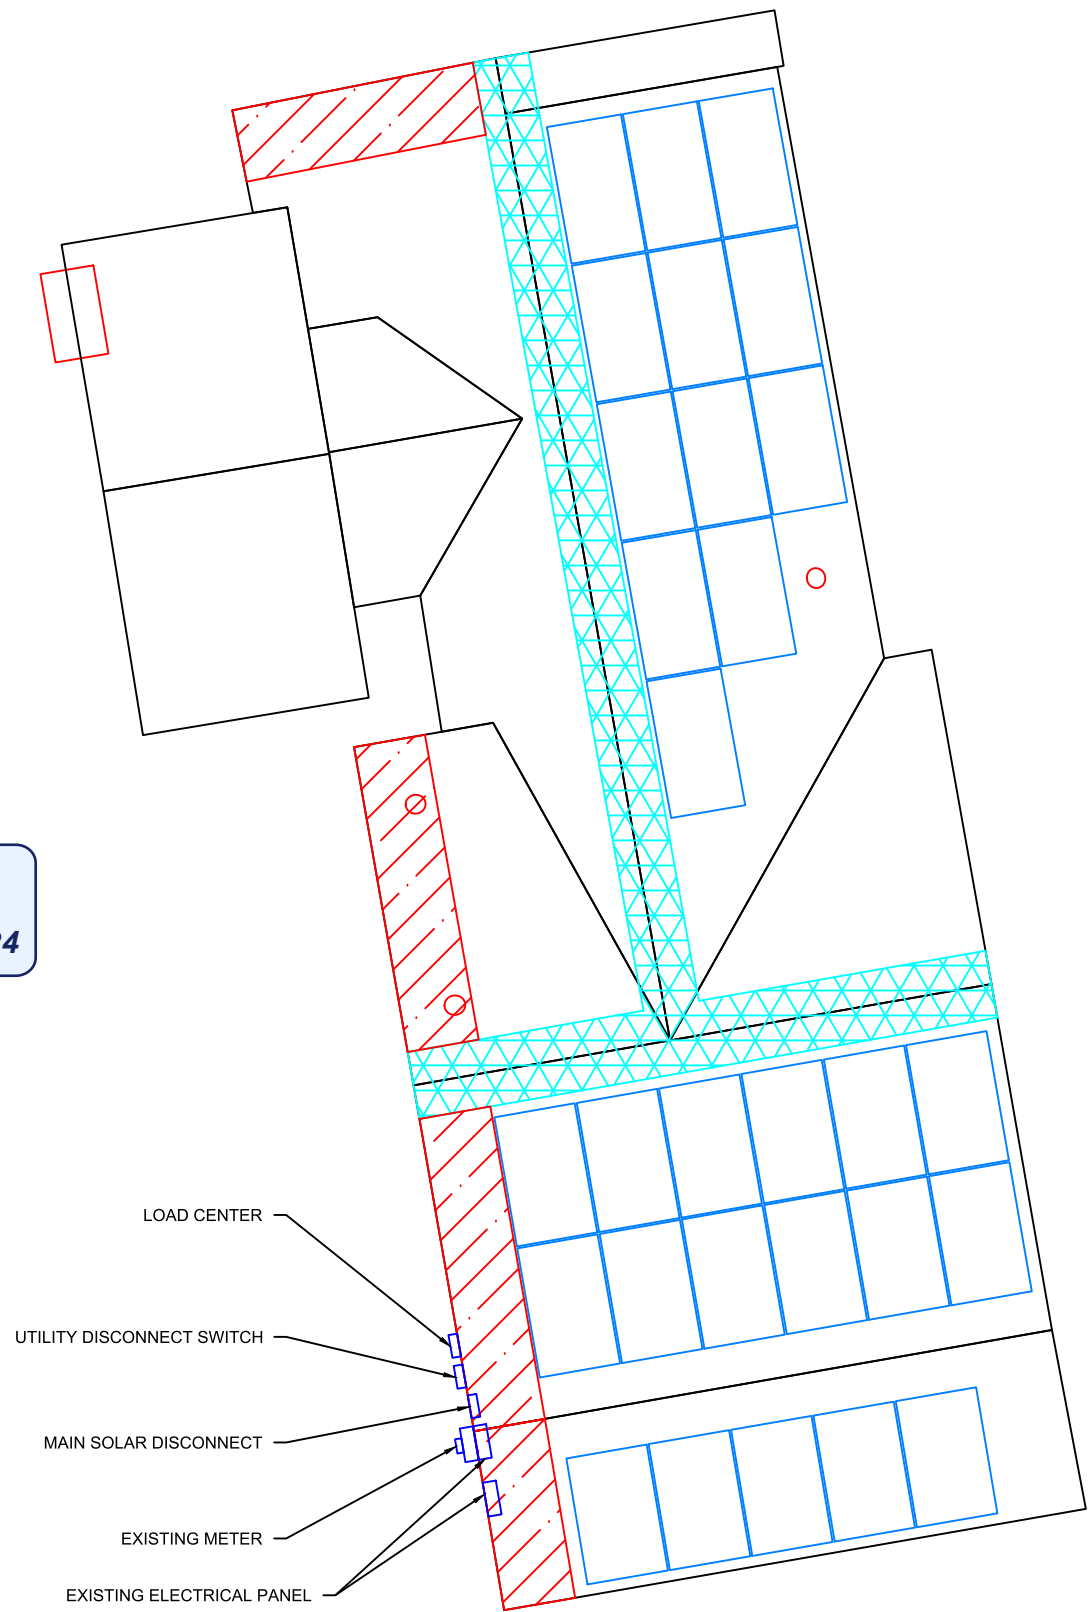 LOAD CENTER
UTILITY DISCONNECT SWITCH
MAIN SOLAR DISCONNECT
EXISTING METER
EXISTING ELECTRICAL PANEL